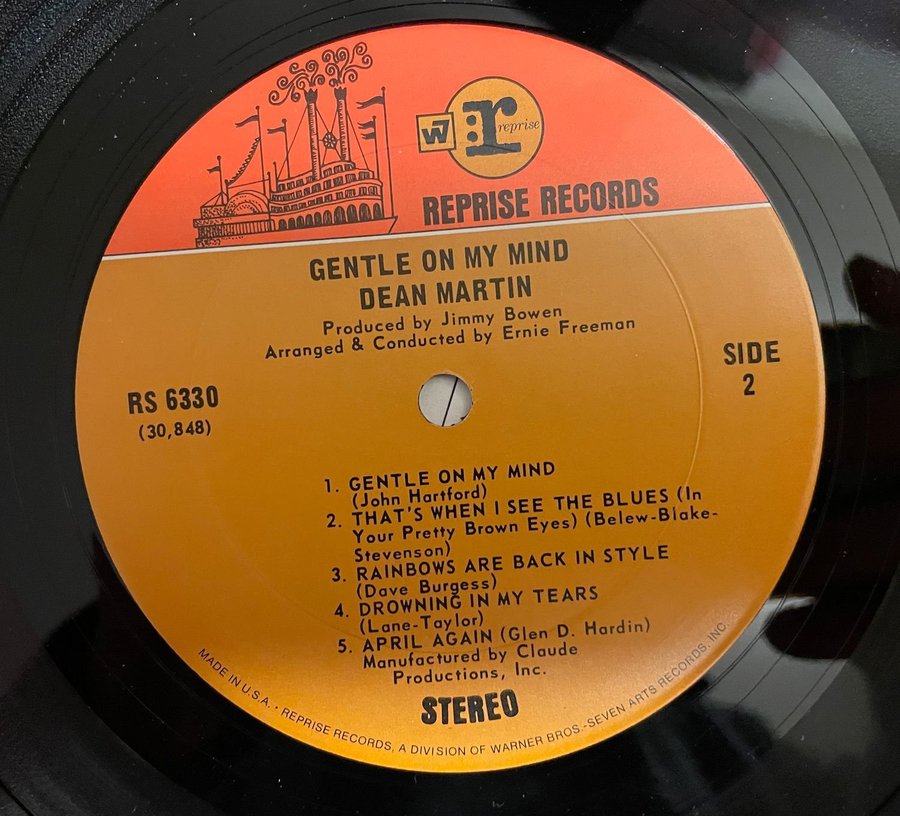 W7
r reprise
REPRISE RECORDS
GENTLE ON MY MIND
DEAN MARTIN
Produced by Jimmy Bowen
Arranged & Conducted by Ernie Freeman
SIDE
2
RS 6330
(30,848)
1. GENTLE ON MY MIND
(John Hartford)
2. THAT'S WHEN I SEE THE BLUES (In
Your Pretty Brown Eyes) (Belew-Blake-
Stevenson)
3. RAINBOWS ARE BACK IN STYLE
(Dave Burgess)
4. DROWNING IN MY TEARS
(Lane-Taylor)
5. APRIL AGAIN (Glen D. Hardin)
Manufactured by Claude
Productions, Inc.
STEREO
MADE IN U.S.A. · REPRISE RECORDS, A DIVISION OF WARNER BROS.-SEVEN ARTS RECORDS, INC.